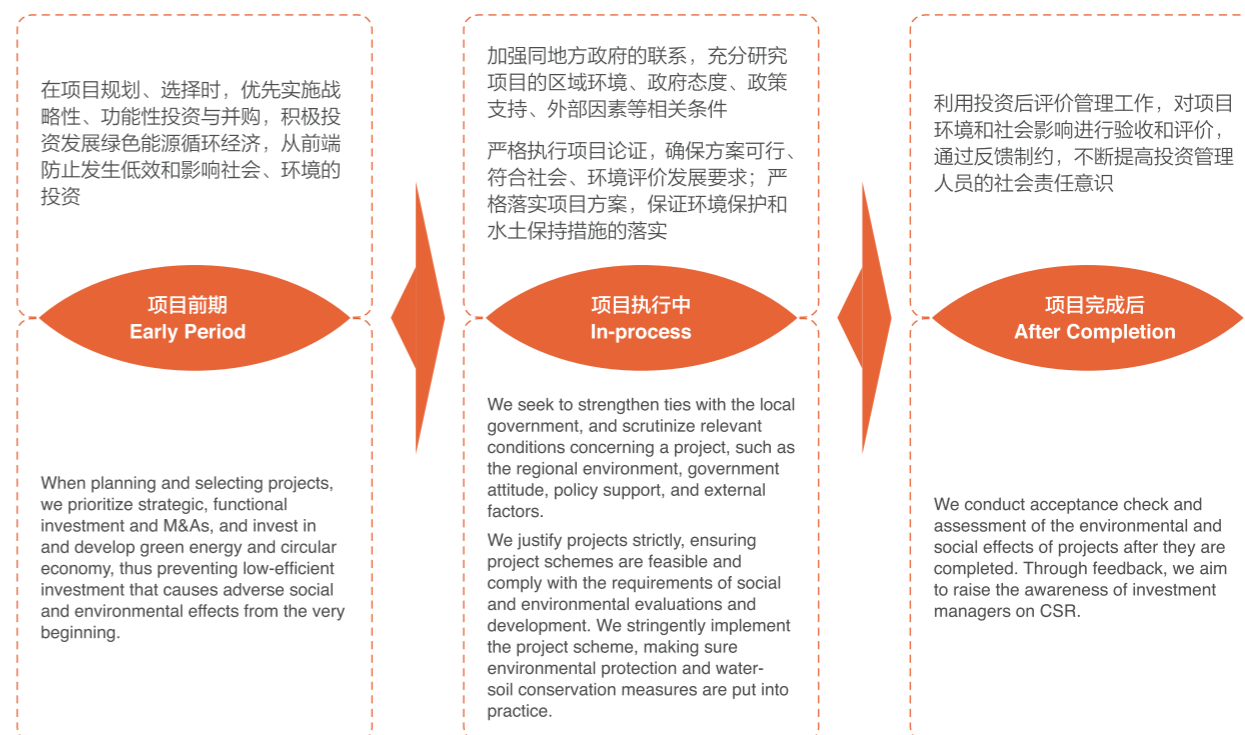 在项目规划、选择时，优先实施战
略性、功能性投资与并购，积极投
资发展绿色能源循环经济，从前端
防止发生低效和影响社会、环境的
投资
项目前期
Early Period
When planning and selecting projects,
we prioritize strategic, functional
investment and M&As, and invest in
and develop green energy and circular
economy, thus preventing low-efficient
investment that causes adverse social
and environmental effects from the very
beginning.
加强同地方政府的联系，充分研究
项目的区域环境、政府态度、政策
支持、外部因素等相关条件
严格执行项目论证，确保方案可行、
符合社会、环境评价发展要求；严
格落实项目方案，保证环境保护和
水土保持措施的落实
项目执行中
In-process
We seek to strengthen ties with the local
government, and scrutinize relevant
conditions concerning a project, such as
the regional environment, government
attitude, policy support, and external
factors.
We justify projects strictly, ensuring
project schemes are feasible and
comply with the requirements of social
and environmental evaluations and
development. We stringently implement
the project scheme, making sure
environmental protection and water-
soil conservation measures are put into
practice.
利用投资后评价管理工作，对项目
环境和社会影响进行验收和评价，
通过反馈制约，不断提高投资管理
人员的社会责任意识
项目完成后
After Completion
We conduct acceptance check and
assessment of the environmental and
social effects of projects after they are
completed. Through feedback, we aim
to raise the awareness of investment
managers on CSR.